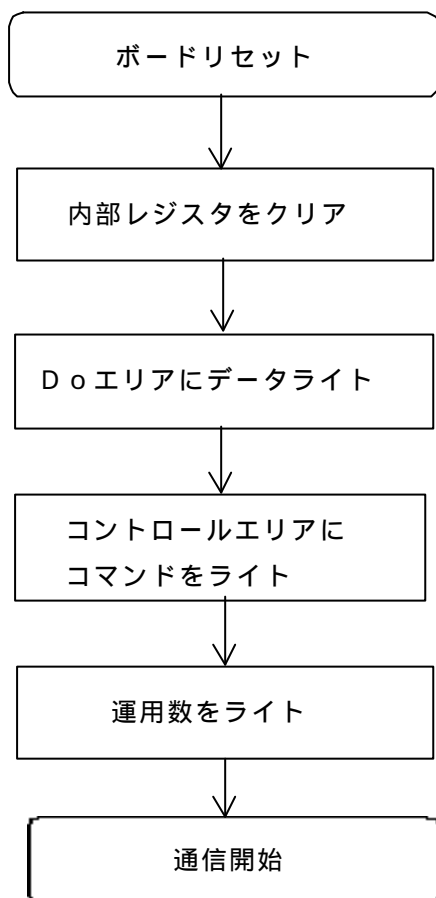 ボードリセット
内部レジスタをクリア
Ｄｏエリアにデータライト
コントロールエリアに
コマンドをライト
運用数をライト
通信開始